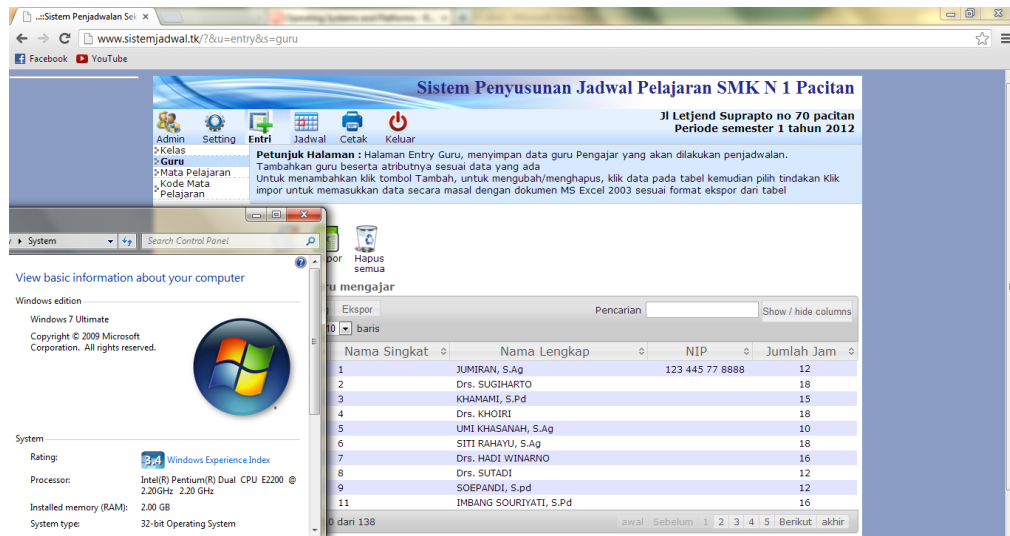 ..::Sistem Penjadwalan Sek
www.sistemjadwal.tk/?&u=entry&s=guru
Facebook YouTube
Sistem Penyusunan Jadwal Pelajaran SMK N 1 Pacitan
Jl Letjend Suprapto no 70 pacitan
Periode semester 1 tahun 2012
Admin Setting Entri Jadwal Cetak Keluar
Kelas
Guru
Mata Pelajaran
Kode Mata
Pelajaran
Petunjuk Halaman : Halaman Entry Guru, menyimpan data guru Pengajar yang akan dilakukan penjadwalan.
Tambahkan guru beserta atributnya sesuai data yang ada
Untuk menambahkan klik tombol Tambah, untuk mengubah/menghapus, klik data pada tabel kemudian pilih tindakan Klik
impor untuk memasukkan data secara masal dengan dokumen MS Excel 2003 sesuai format ekspor dari tabel
System
Search Control Panel
View basic information about your computer
Windows edition
Windows 7 Ultimate
Copyright © 2009 Microsoft
Corporation. All rights reserved.
System
Rating: 3,4 Windows Experience Index
Processor: Intel(R) Pentium(R) Dual CPU E2200 @
2.20GHz 2.20 GHz
Installed memory (RAM): 2.00 GB
System type: 32-bit Operating System
por Hapus
semua
ru mengajar
Ekspor Pencarian Show / hide columns
10 baris
Nama Singkat Nama Lengkap NIP Jumlah Jam
1 JUMIRAN, S.Ag 123 445 77 8888 12
2 Drs. SUGIHARTO 18
3 KHAMAMI, S.Pd 15
4 Drs. KHOIRI 18
5 UMI KHASANAH, S.Ag 10
6 SITI RAHAYU, S.Ag 18
7 Drs. HADI WINARNO 16
8 Drs. SUTADI 12
9 SOEPANDI, S.pd 12
11 IMBANG SOURIYATI, S.Pd 16
0 dari 138 awal Sebelum 1 2 3 4 5 Berikut akhir